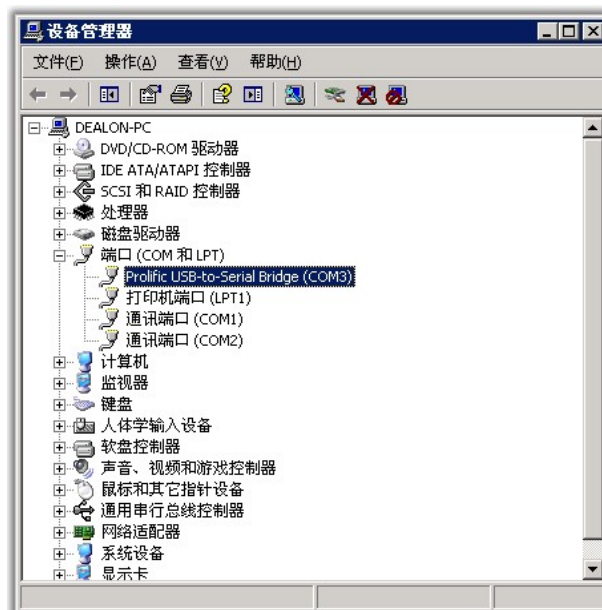 设备管理器
文件(F) 操作(A) 查看(V) 帮助(H)
DEALON-PC
DVD/CD-ROM 驱动器
IDE ATA/ATAPI 控制器
SCSI 和 RAID 控制器
处理器
磁盘驱动器
端口 (COM 和 LPT)
Prolific USB-to-Serial Bridge (COM3)
打印机端口 (LPT1)
通讯端口 (COM1)
通讯端口 (COM2)
计算机
监视器
键盘
人体学输入设备
软盘控制器
声音、视频和游戏控制器
鼠标和其它指针设备
通用串行总线控制器
网络适配器
系统设备
显示卡